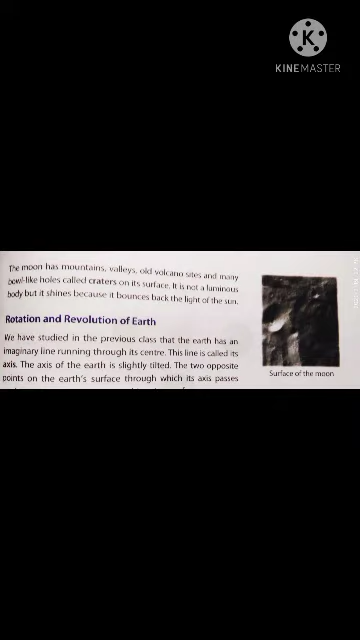 KINEMASTER
The moon has mountains, valleys, old volcano sites and many
bowl-like holes called craters on its surface. It is not a luminous
body but it shines because it bounces back the light of the sun.
Rotation and Revolution of Earth
We have studied in the previous class that the earth has an
imaginary line running through its centre. This line is called its
axis. The axis of the earth is slightly tilted. The two opposite
points on the earth's surface through which its axis passes
Surface of the moon